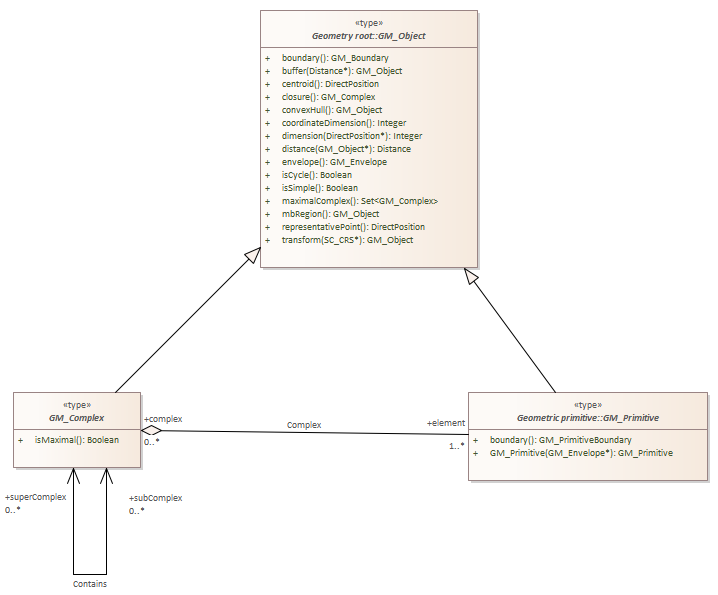 «type»
Geometry root::GM_Object
+ boundary(): GM_Boundary
+ buffer(Distance*): GM_Object
+ centroid(): DirectPosition
+ closure(): GM_Complex
+ convexHull(): GM_Object
+ coordinateDimension(): Integer
+ dimension(DirectPosition*): Integer
+ distance(GM_Object*): Distance
+ envelope(): GM_Envelope
+ isCycle(): Boolean
+ isSimple(): Boolean
+ maximalComplex(): Set<GM_Complex>
+ mbRegion(): GM_Object
+ representativePoint(): DirectPosition
+ transform(SC_CRS*): GM_Object
«type»
GM_Complex
+ isMaximal(): Boolean
+complex
0..*
Complex
+element
1..*
«type»
Geometric primitive::GM_Primitive
+ boundary(): GM_PrimitiveBoundary
+ GM_Primitive(GM_Envelope*): GM_Primitive
+superComplex
0..*
+subComplex
0..*
Contains